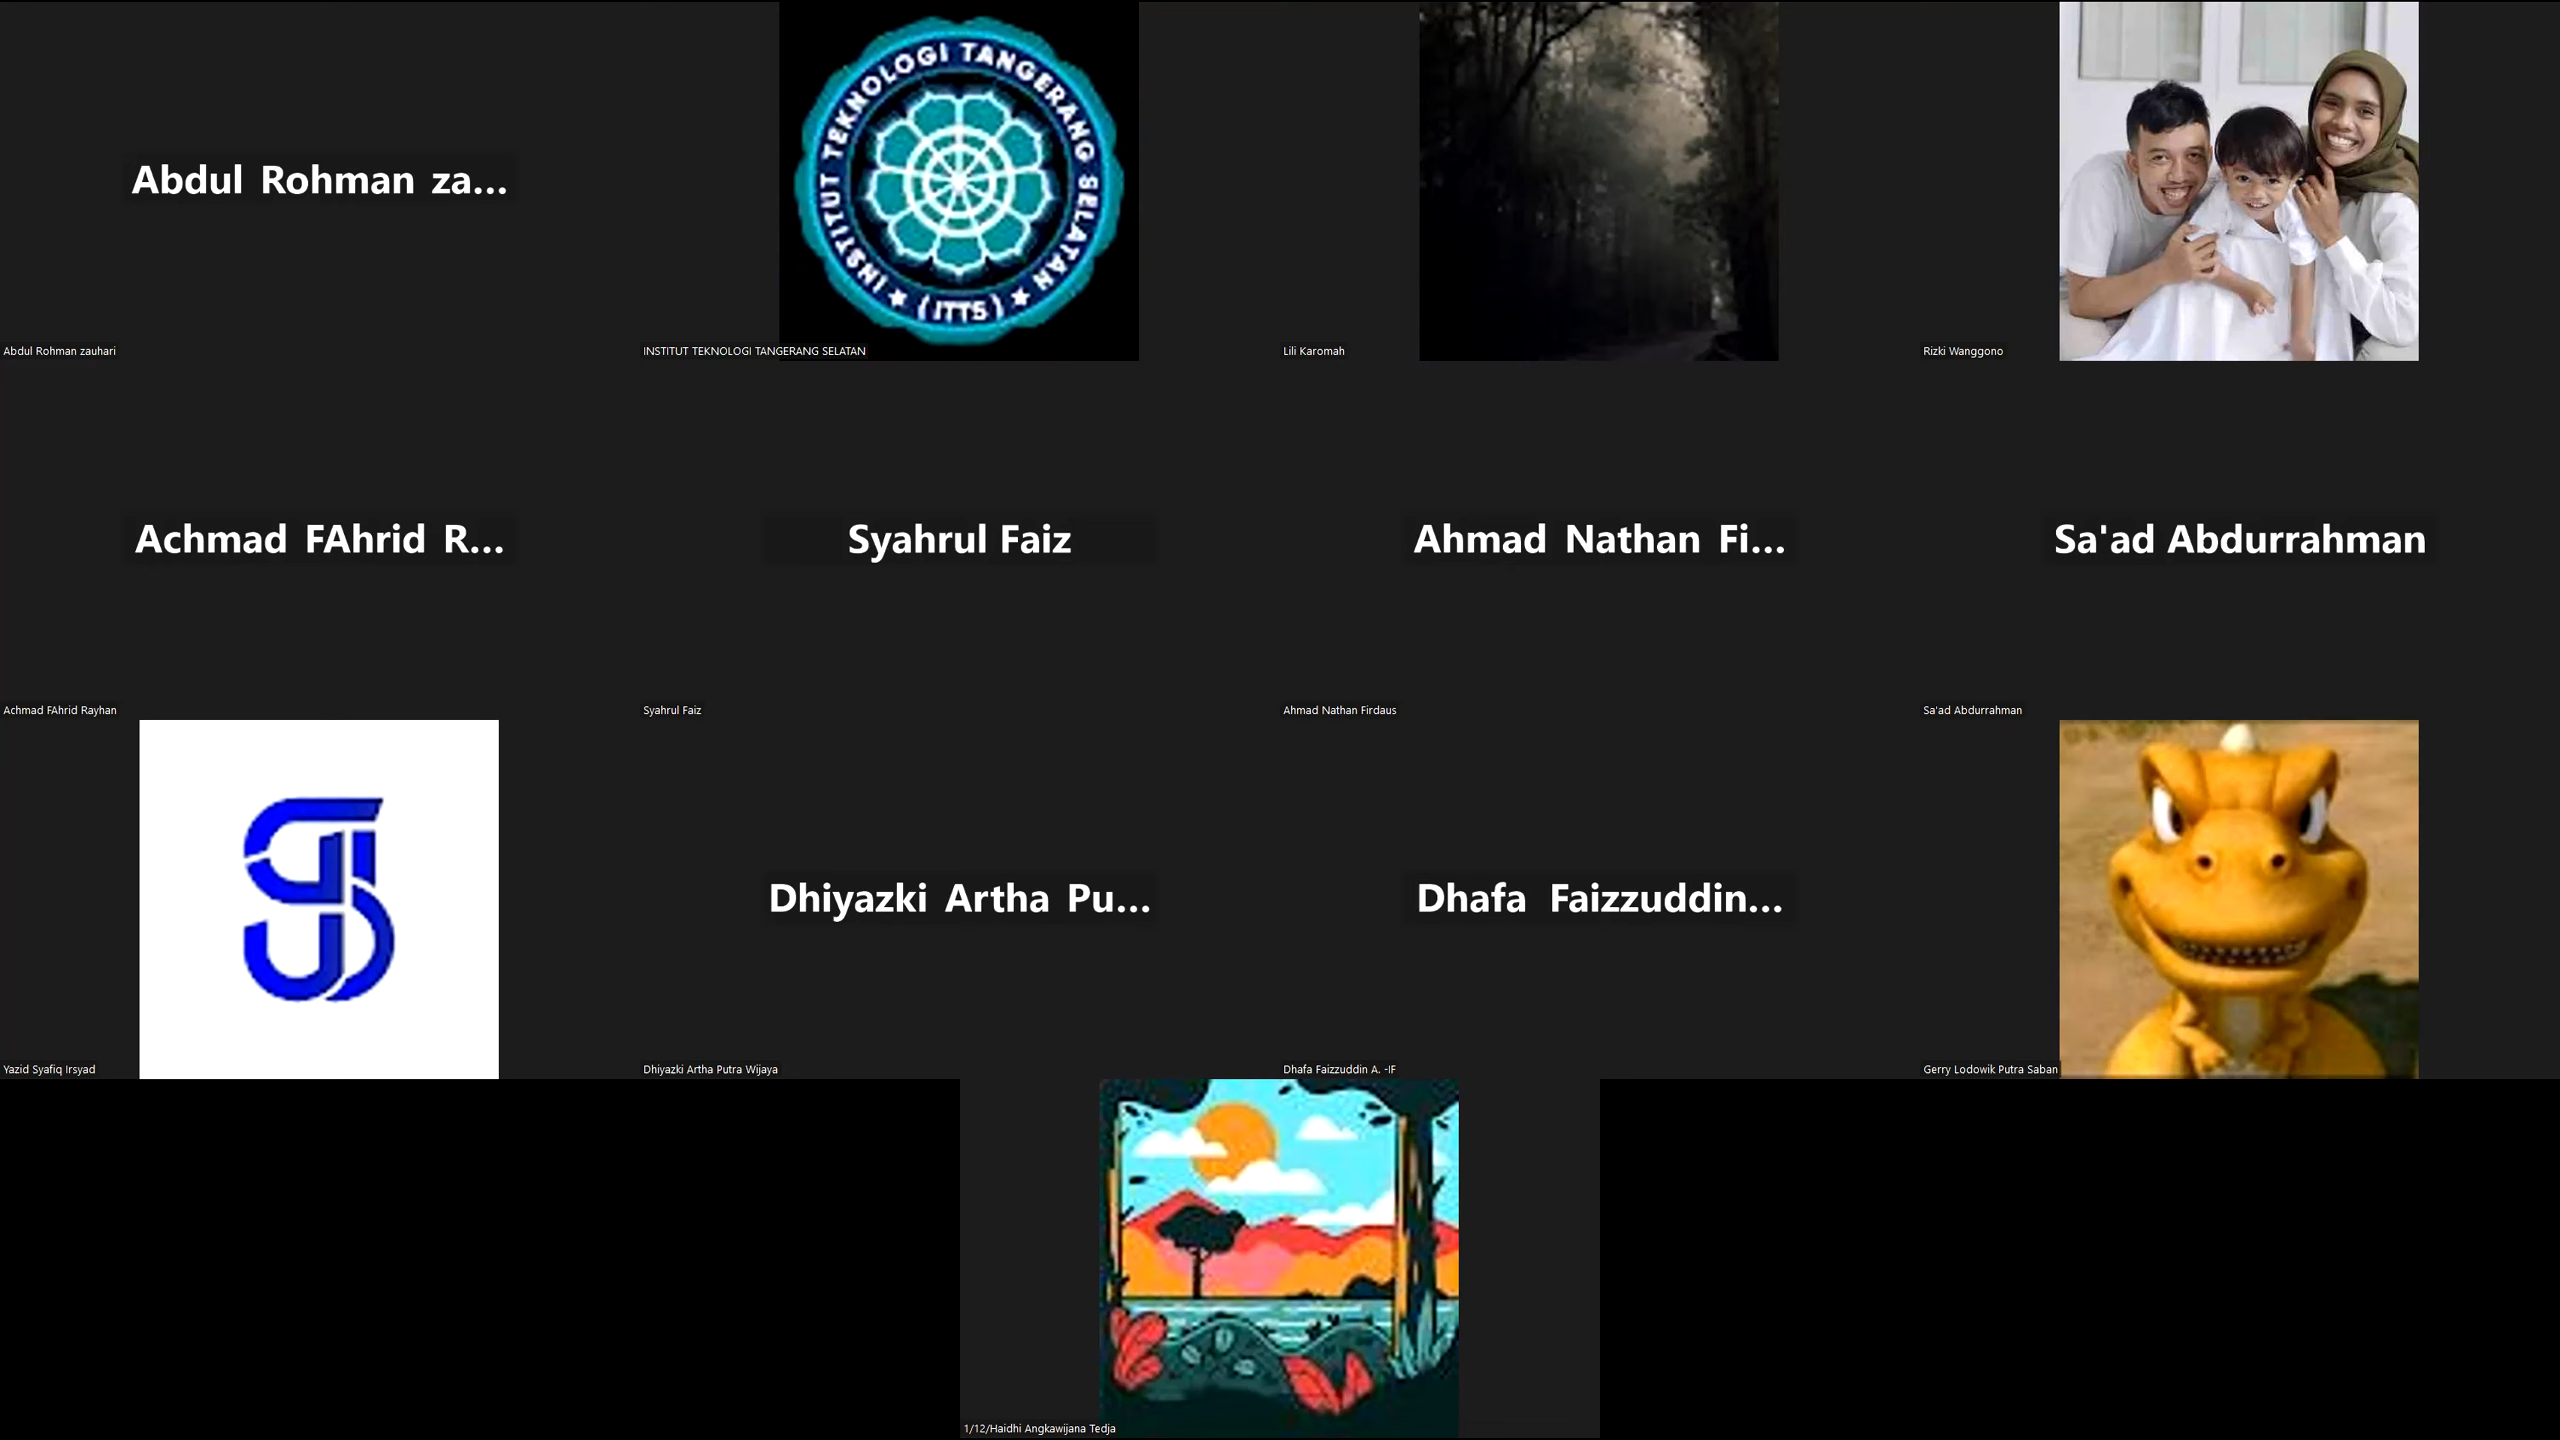 Abdul Rohman za...
Abdul Rohman zauhari
INSTITUT TEKNOLOGI TANGERANG SELATAN
(ITTS)
INSTITUT TEKNOLOGI TANGERANG SELATAN
Lili Karomah
Rizki Wanggono
Achmad FAhrid R...
Achmad FAhrid Rayhan
Syahrul Faiz
Syahrul Faiz
Ahmad Nathan Fi...
Ahmad Nathan Firdaus
Sa'ad Abdurrahman
Sa'ad Abdurrahman
Yazid Syafiq Irsyad
Dhiyazki Artha Pu...
Dhiyazki Artha Putra Wijaya
Dhafa Faizzuddin...
Dhafa Faizzuddin A. -IF
Gerry Lodowik Putra Saban
1/12/Haidhi Angkawijana Tedja